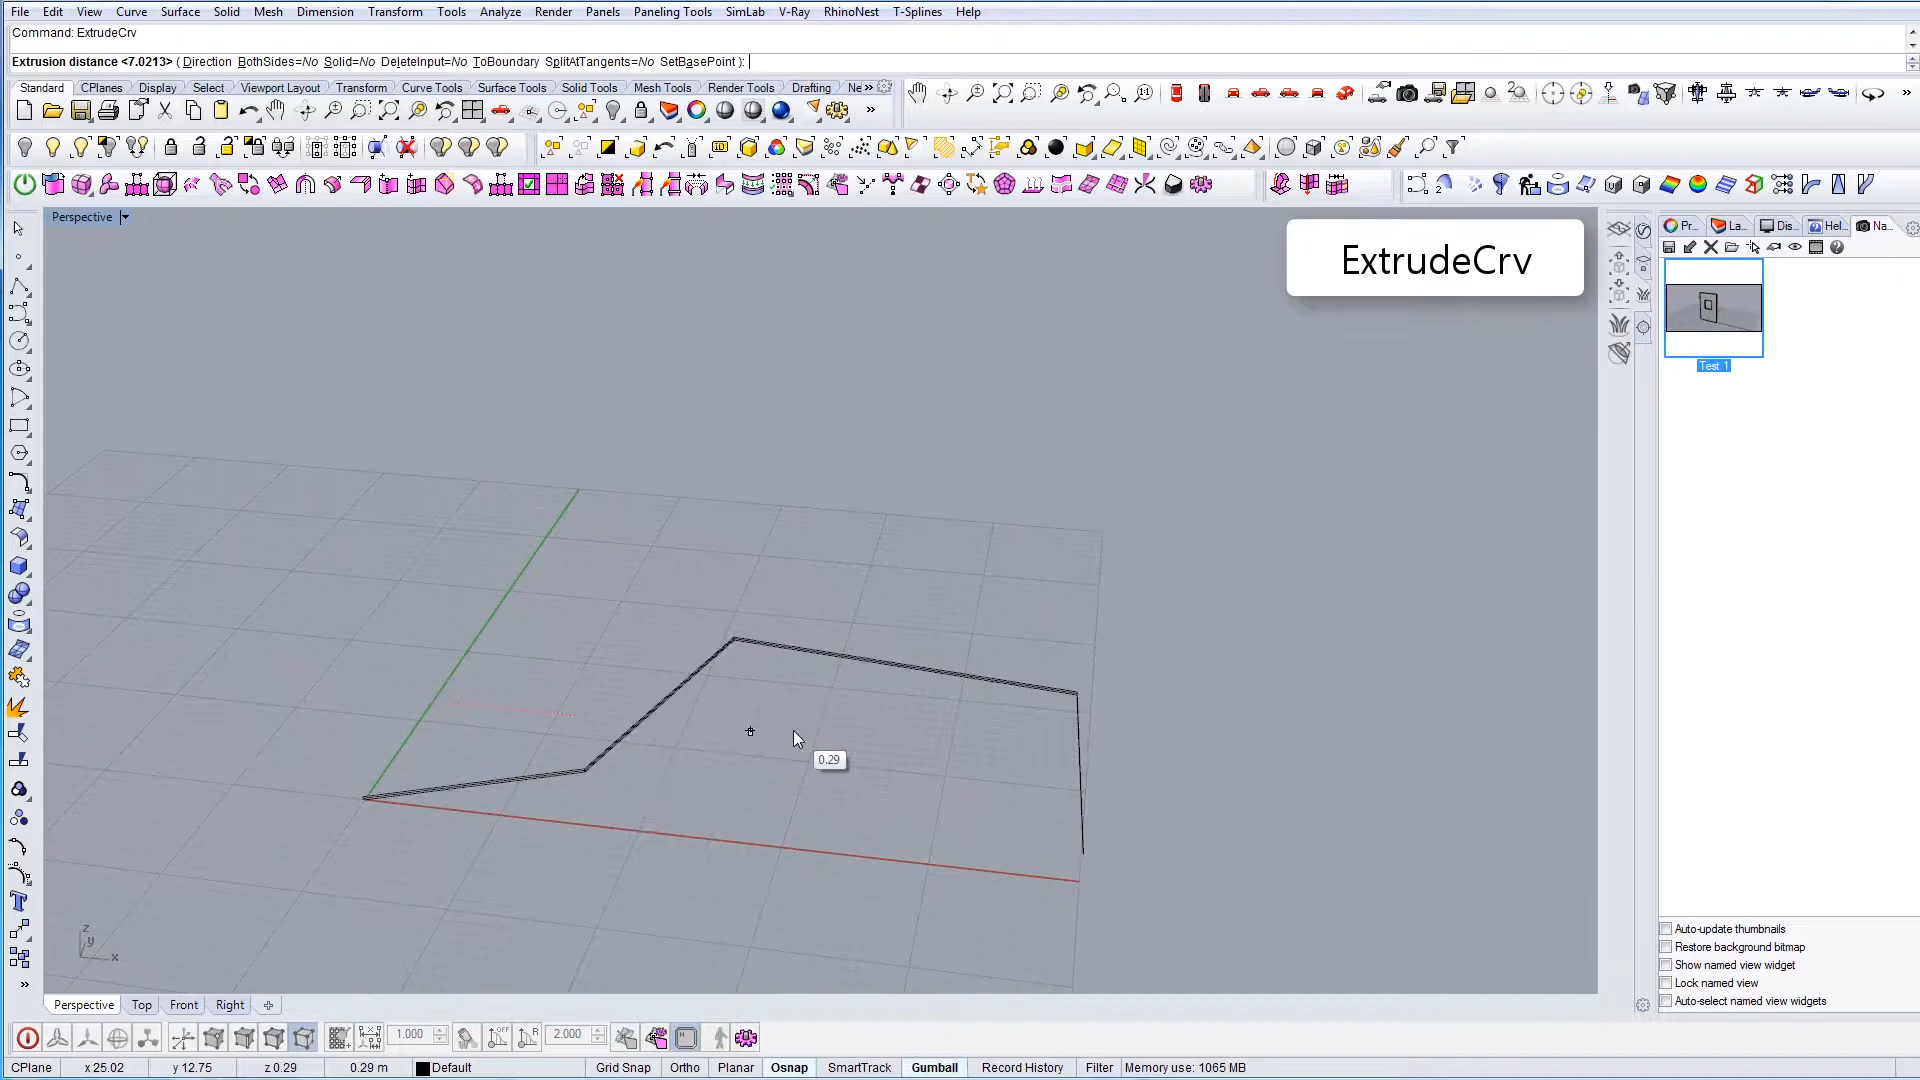 File Edit View Curve Surface Solid Mesh Dimension Transform Tools Analyze Render Panels Paneling Tools SimLab V-Ray RhinoNest T-Splines Help
Command: ExtrudeCrv
Extrusion distance <7.0213> ( Direction BothSides=No Solid=No DeleteInput=No ToBoundary SplitAtTangents=No SetBasePoint ):
Standard CPlanes Display Select Viewport Layout Transform Curve Tools Surface Tools Solid Tools Mesh Tools Render Tools Drafting Ne
Perspective
ExtrudeCrv
Pr... La... Dis... Hel... Na...
Test 1
0.29
z
y
x
Auto-update thumbnails
Restore background bitmap
Show named view widget
Lock named view
Auto-select named view widgets
Perspective Top Front Right
1.000 2.000
CPlane x 25.02 y 12.75 z 0.29 0.29 m Default Grid Snap Ortho Planar Osnap SmartTrack Gumball Record History Filter Memory use: 1065 MB